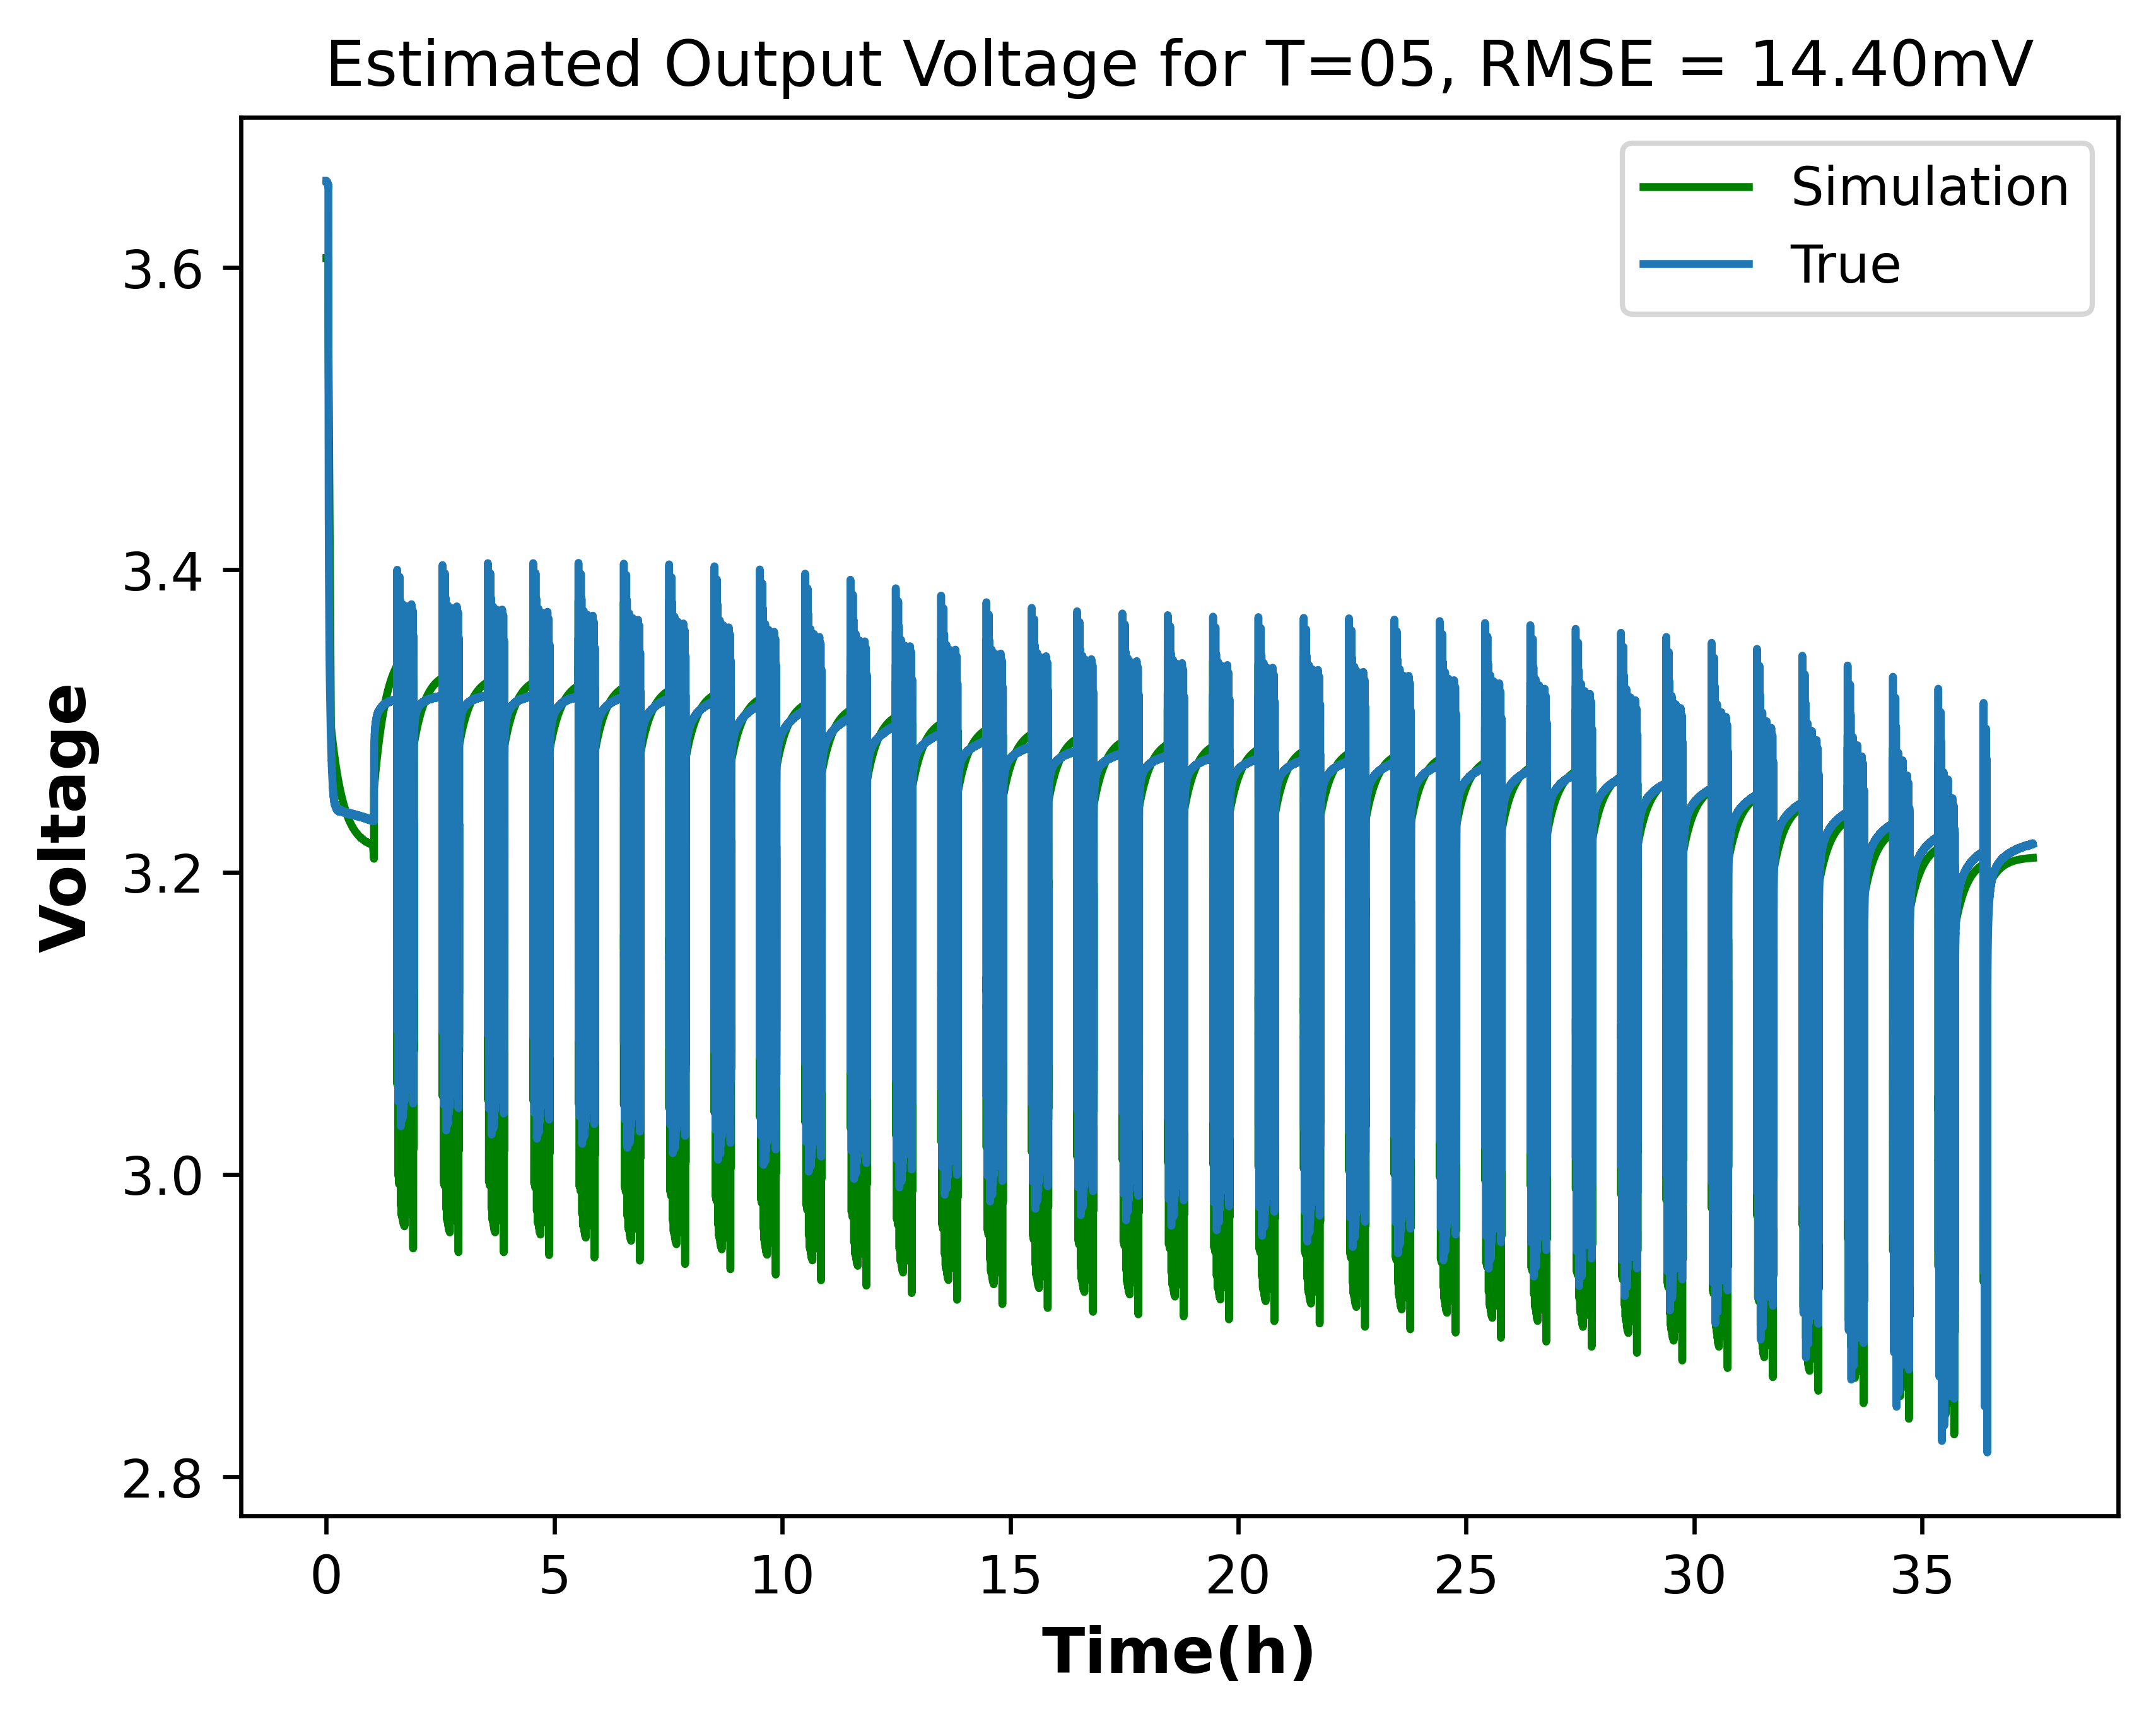 Estimated Output Voltage for T=05, RMSE = 14.40mV
Simulation
True
Voltage
3.6
3.4
3.2
3.0
2.8
0 5 10 15 20 25 30 35
Time(h)